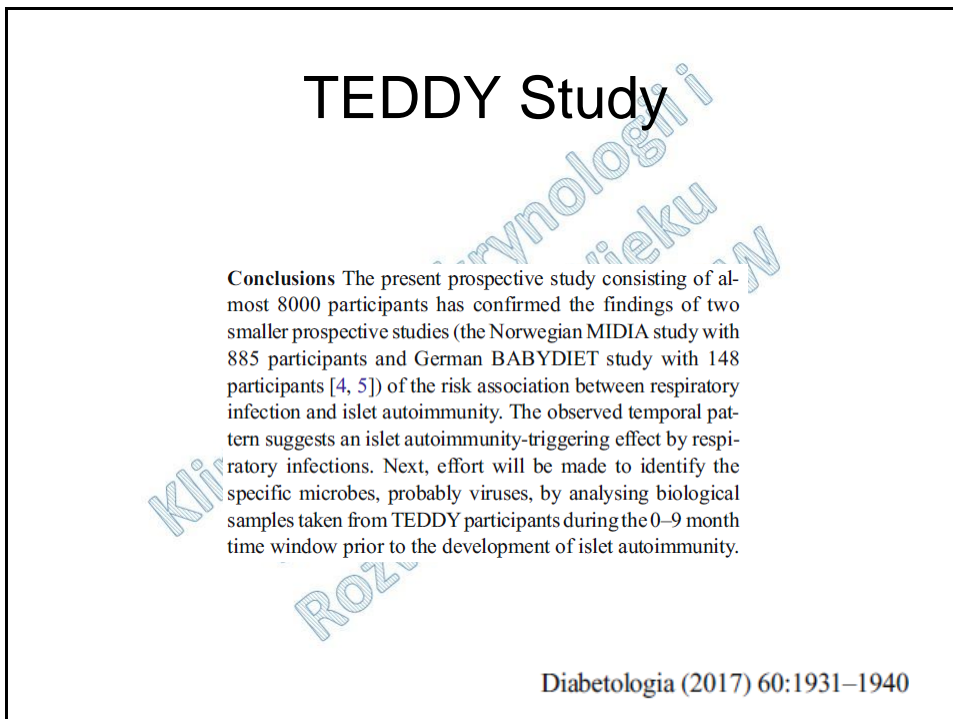 TEDDY Study
Conclusions The present prospective study consisting of al-
most 8000 participants has confirmed the findings of two
smaller prospective studies (the Norwegian MIDIA study with
885 participants and German BABYDIET study with 148
participants [4, 5]) of the risk association between respiratory
infection and islet autoimmunity. The observed temporal pat-
tern suggests an islet autoimmunity-triggering effect by respi-
ratory infections. Next, effort will be made to identify the
specific microbes, probably viruses, by analysing biological
samples taken from TEDDY participants during the 0–9 month
time window prior to the development of islet autoimmunity.
Diabetologia (2017) 60:1931–1940